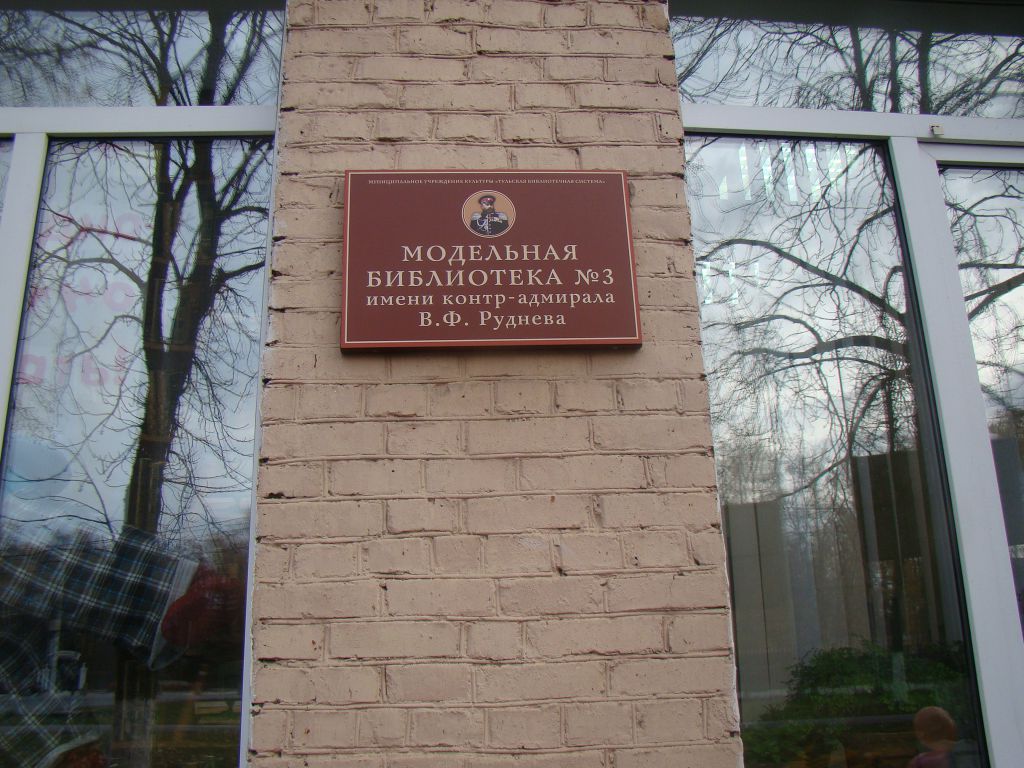 МУНИЦИПАЛЬНОЕ УЧРЕЖДЕНИЕ КУЛЬТУРЫ «ТУЛЬСКАЯ БИБЛИОТЕЧНАЯ СИСТЕМА»
МОДЕЛЬНАЯ
БИБЛИОТЕКА №3
имени контр-адмирала
В.Ф. Руднева